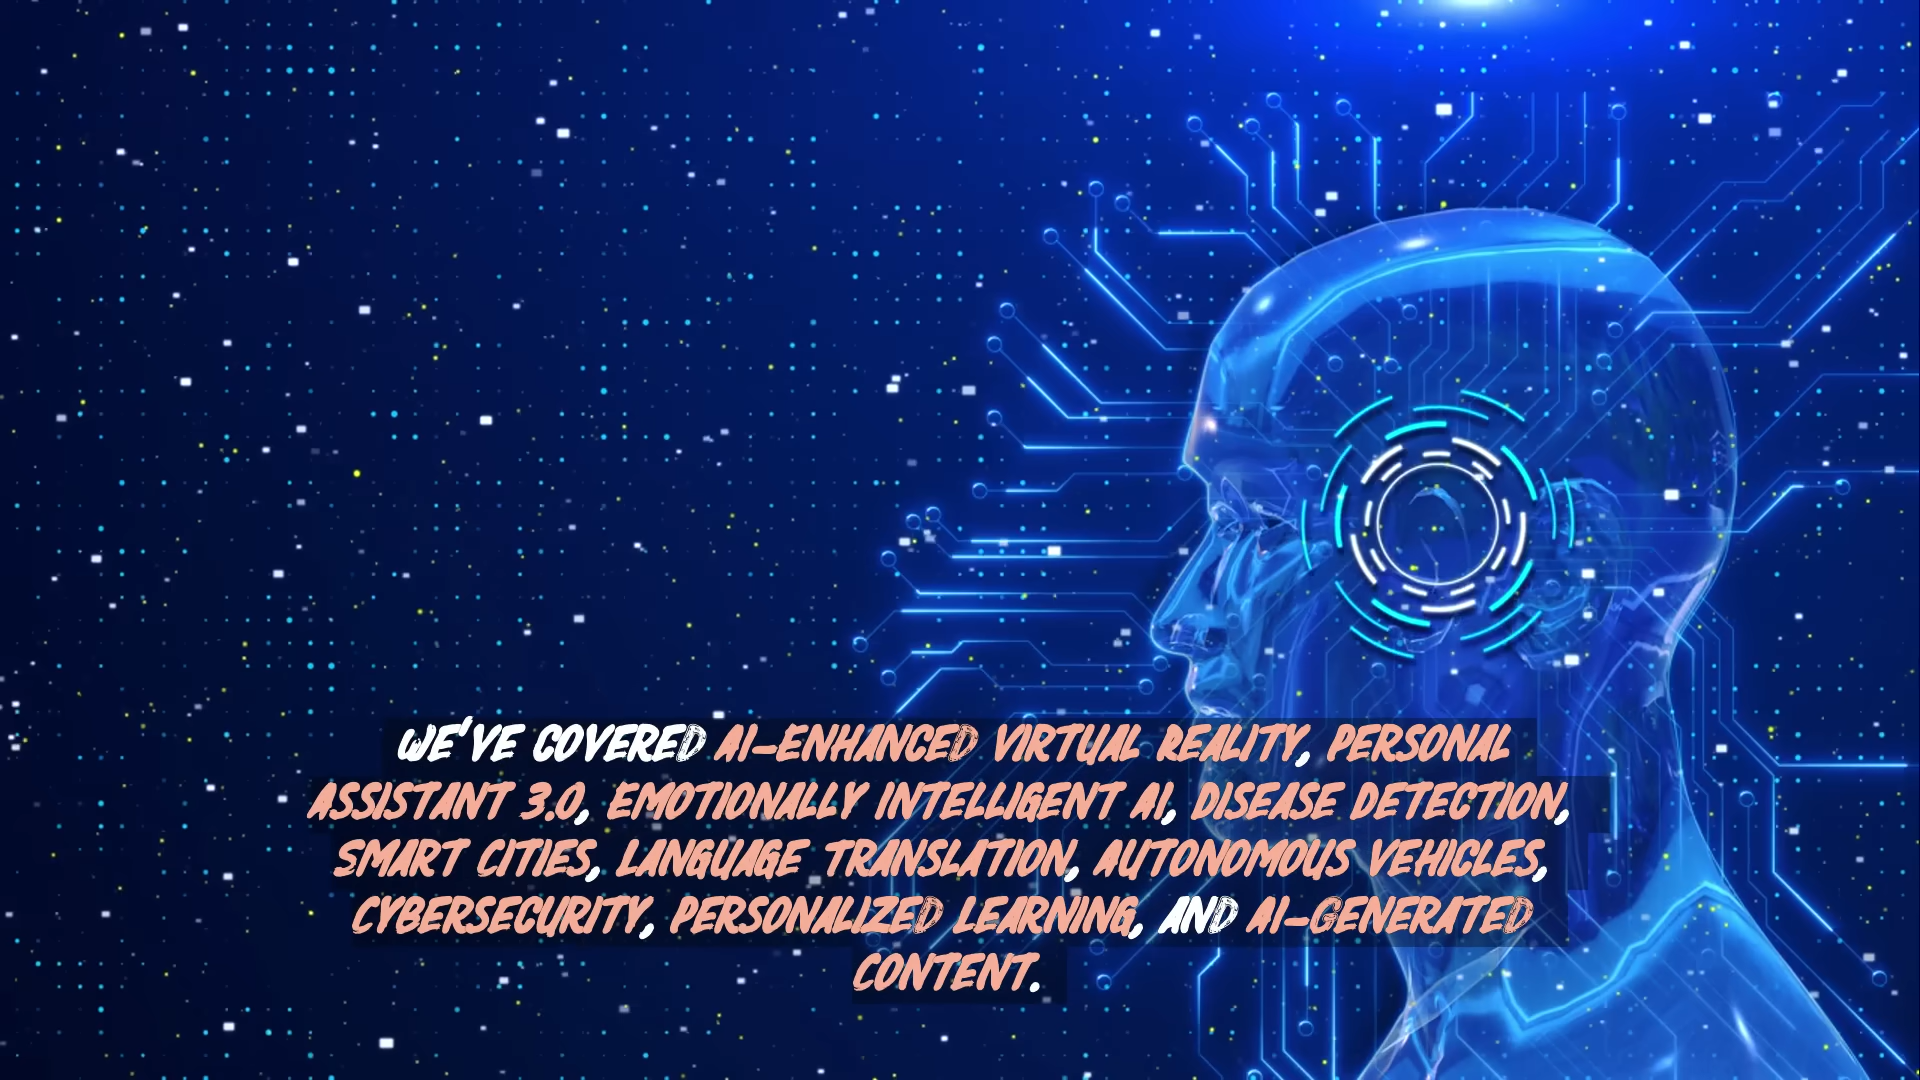 WE'VE COVERED AI-ENHANCED VIRTUAL REALITY, PERSONAL
ASSISTANT 3.0, EMOTIONALLY INTELLIGENT AI, DISEASE DETECTION,
SMART CITIES, LANGUAGE TRANSLATION, AUTONOMOUS VEHICLES,
CYBERSECURITY, PERSONALIZED LEARNING, AND AI-GENERATED
CONTENT.